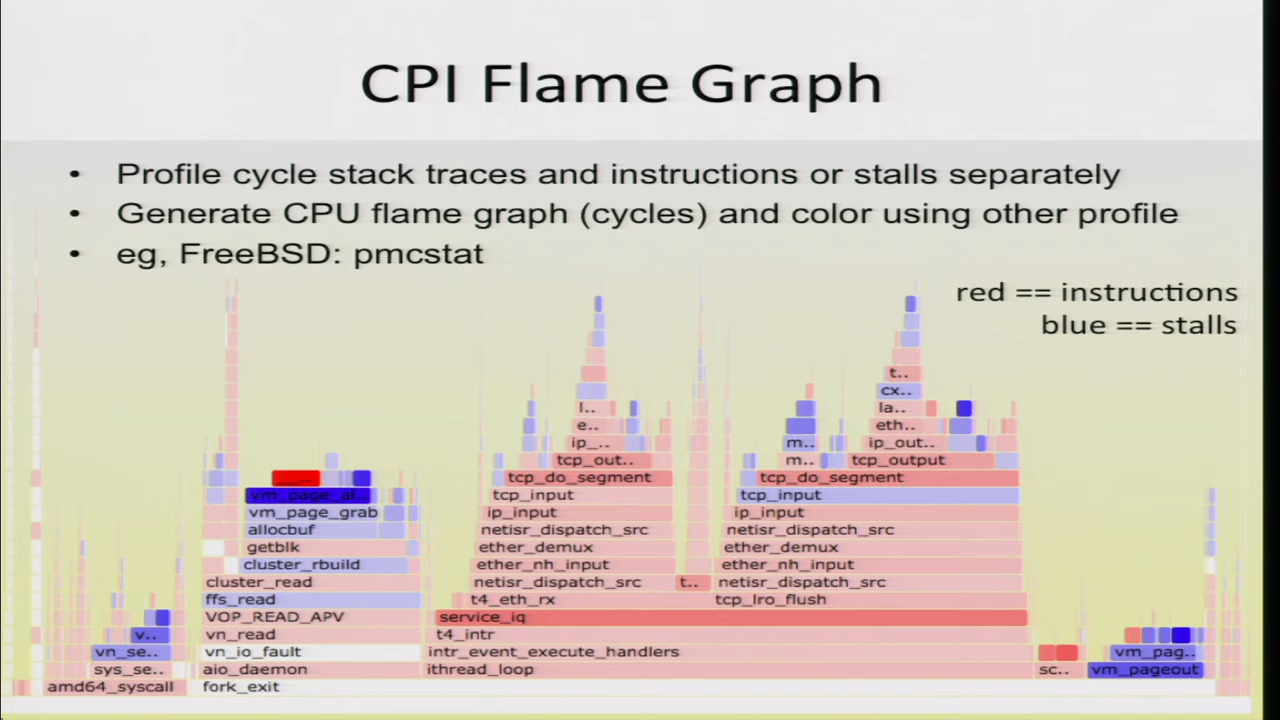 CPI Flame Graph
• Profile cycle stack traces and instructions or stalls separately
• Generate CPU flame graph (cycles) and color using other profile
• eg, FreeBSD: pmcstat
red == instructions
blue == stalls
t..
cx..
l.. la..
e.. eth..
ip_.. m.. ip_out..
tcp_out.. m.. tcp_output
tcp_do_segment tcp_do_segment
vm_page_al.. tcp_input tcp_input
vm_page_grab ip_input ip_input
allocbuf netisr_dispatch_src netisr_dispatch_src
getblk ether_demux ether_demux
cluster_rbuild ether_nh_input ether_nh_input
cluster_read netisr_dispatch_src t.. netisr_dispatch_src
ffs_read t4_eth_rx tcp_lro_flush
VOP_READ_APV service_iq
v.. vn_read t4_intr
vn_se.. vn_io_fault intr_event_execute_handlers vm_pag..
sys_se.. aio_daemon ithread_loop sc.. vm_pageout
amd64_syscall fork_exit